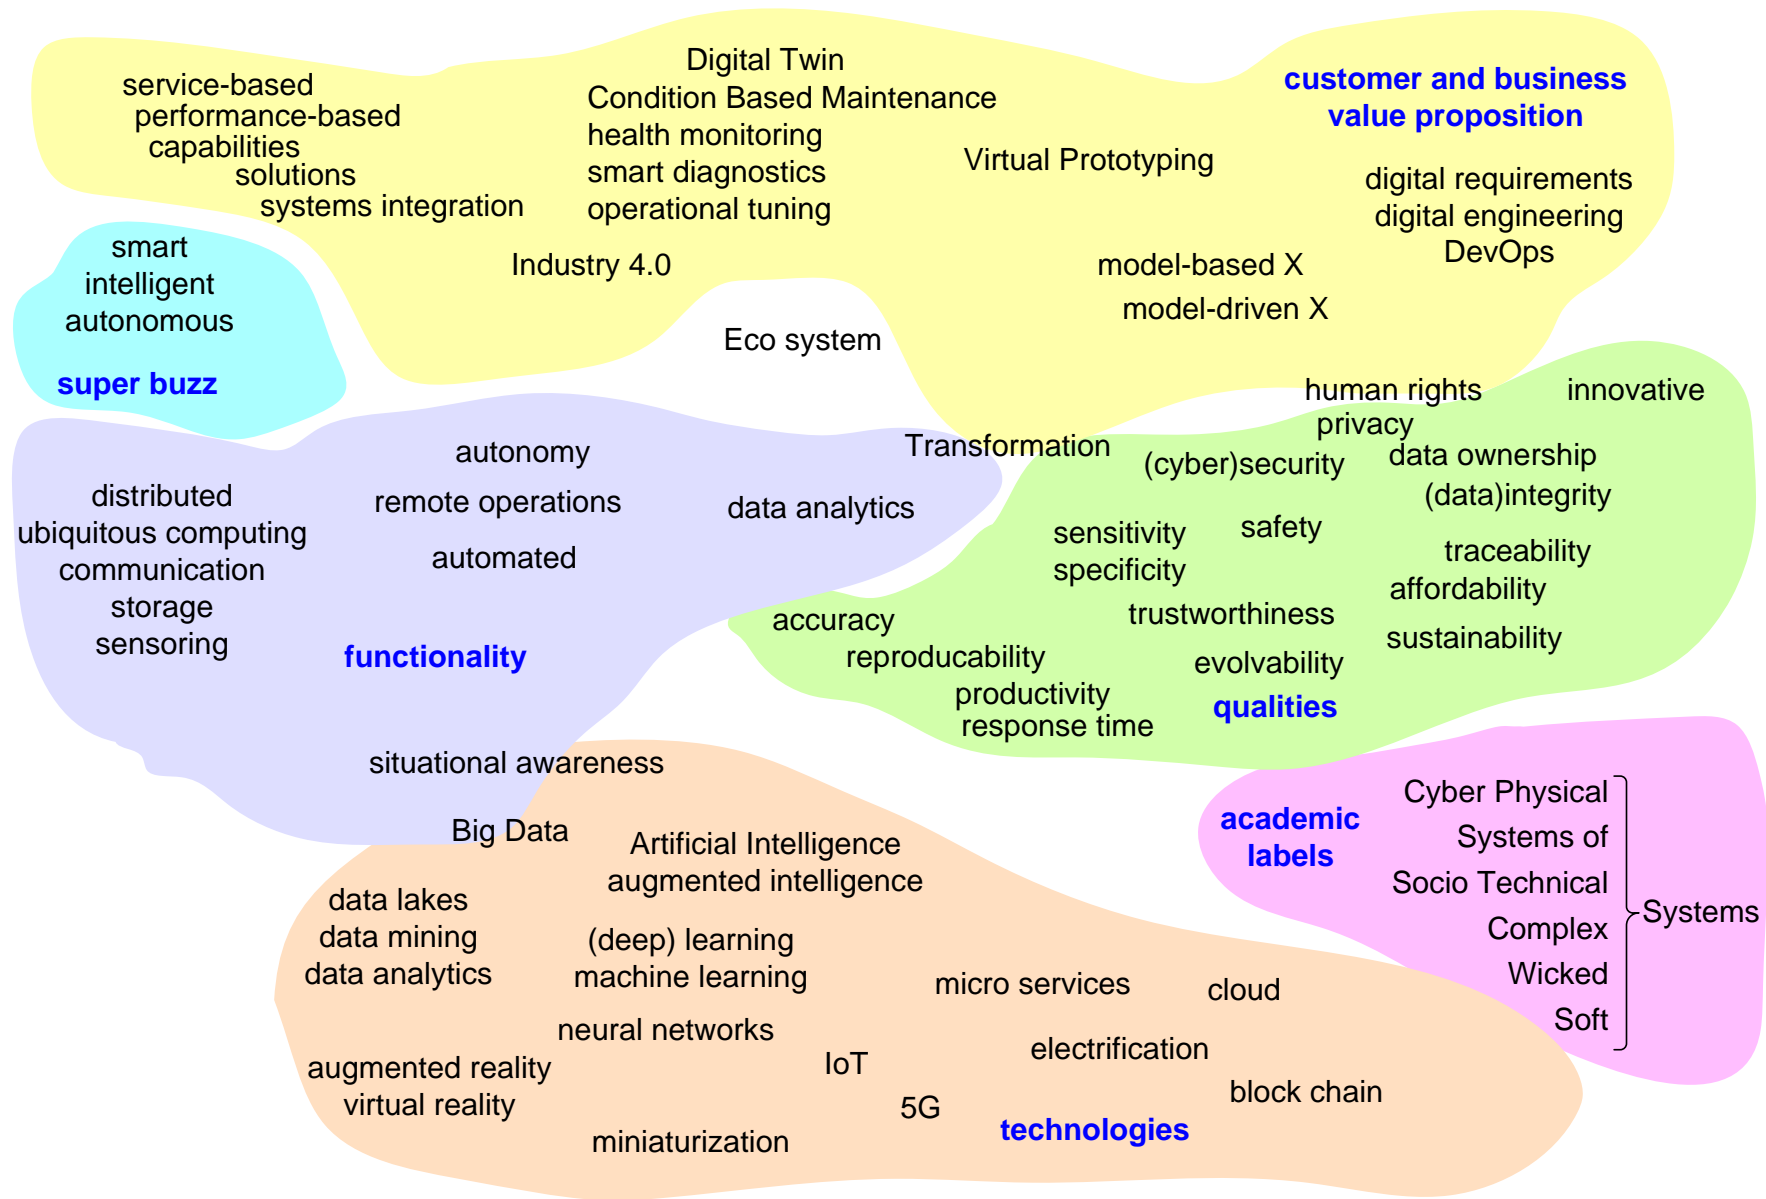 service-based
performance-based
capabilities
solutions
systems integration
Digital Twin
Condition Based Maintenance
health monitoring
smart diagnostics
operational tuning
Industry 4.0
Virtual Prototyping
customer and business
value proposition
digital requirements
digital engineering
DevOps
model-based X
model-driven X
Eco system
smart
intelligent
autonomous
super buzz
Transformation
autonomy
remote operations
automated
data analytics
distributed
ubiquitous computing
communication
storage
sensoring
functionality
situational awareness
human rights
privacy
innovative
(cyber)security
data ownership
(data)integrity
sensitivity
specificity
safety
traceability
affordability
accuracy
trustworthiness
sustainability
reproducability
evolvability
productivity
response time
qualities
academic
labels
Cyber Physical
Systems of
Socio Technical
Complex
Wicked
Soft
Systems
Big Data
Artificial Intelligence
augmented intelligence
data lakes
data mining
data analytics
(deep) learning
machine learning
micro services
cloud
neural networks
electrification
augmented reality
virtual reality
IoT
5G
block chain
technologies
miniaturization